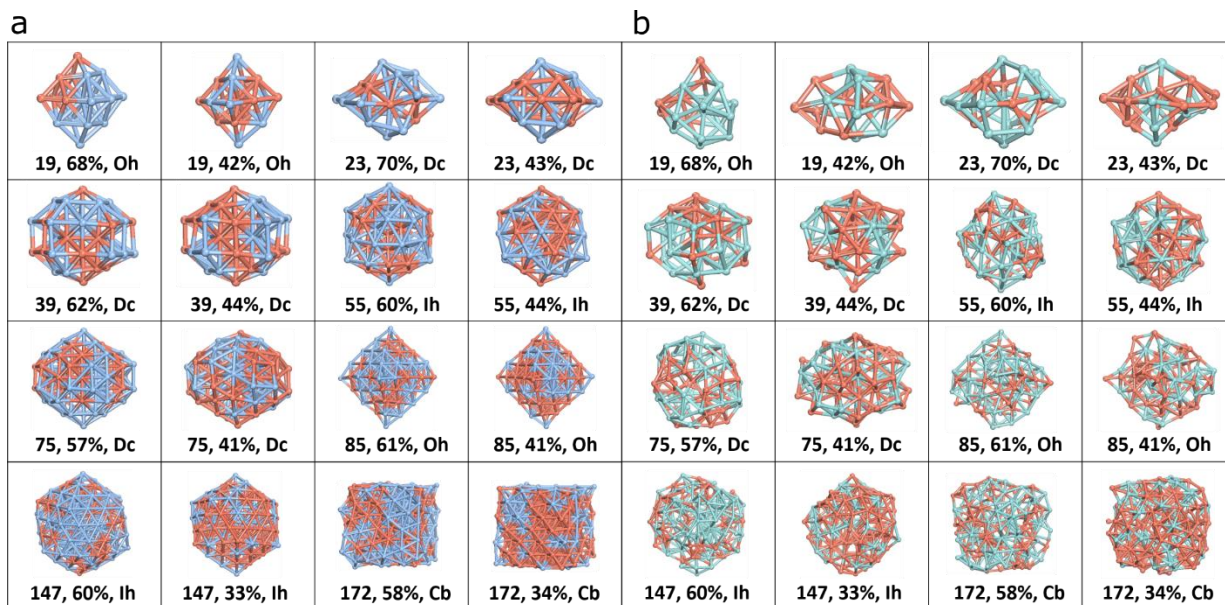 a
b
19, 68%, Oh
19, 42%, Oh
23, 70%, Dc
23, 43%, Dc
19, 68%, Oh
19, 42%, Oh
23, 70%, Dc
23, 43%, Dc
39, 62%, Dc
39, 44%, Dc
55, 60%, Ih
55, 44%, Ih
39, 62%, Dc
39, 44%, Dc
55, 60%, Ih
55, 44%, Ih
75, 57%, Dc
75, 41%, Dc
85, 61%, Oh
85, 41%, Oh
75, 57%, Dc
75, 41%, Dc
85, 61%, Oh
85, 41%, Oh
147, 60%, Ih
147, 33%, Ih
172, 58%, Cb
172, 34%, Cb
147, 60%, Ih
147, 33%, Ih
172, 58%, Cb
172, 34%, Cb